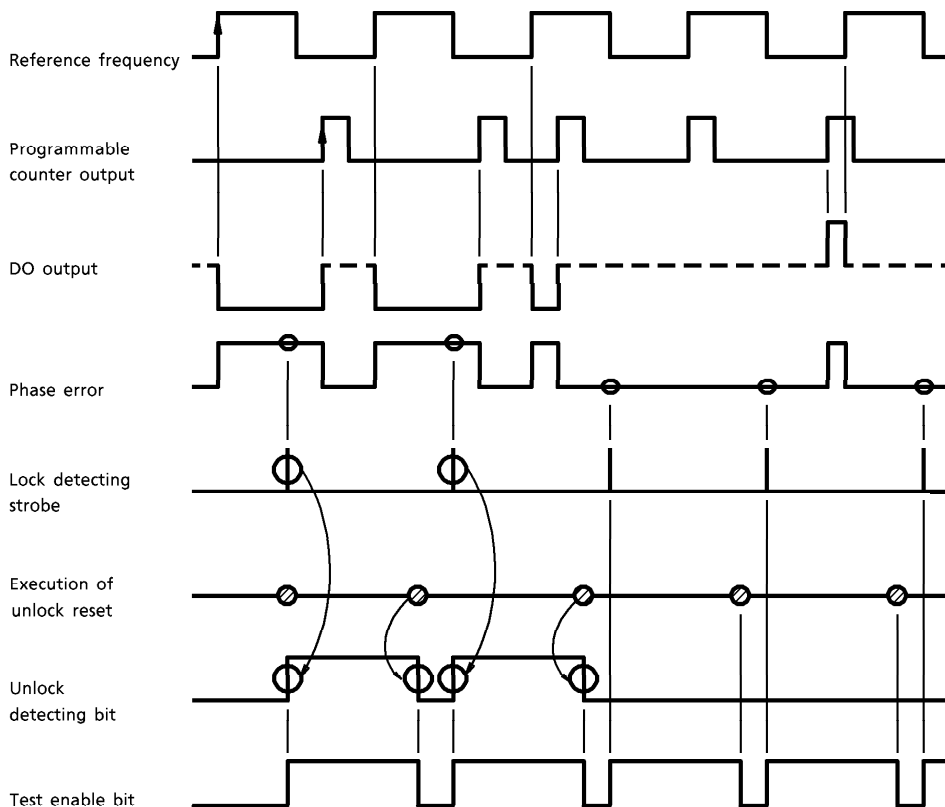 Reference frequency
Programmable
counter output
DO output
Phase error
Lock detecting
strobe
Execution of
unlock reset
Unlock
detecting bit
Test enable bit